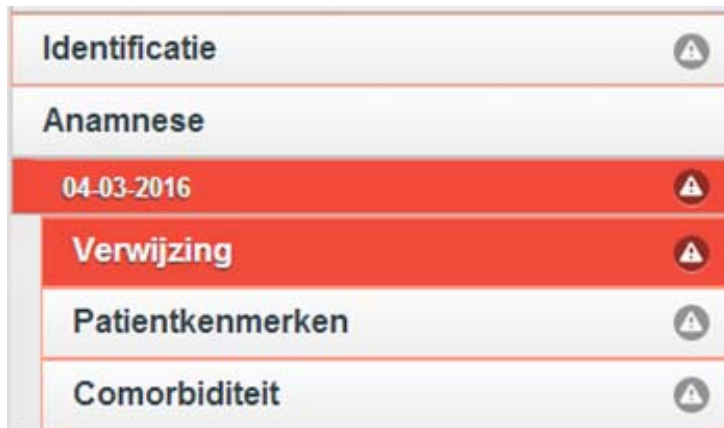 Identificatie
Anamnese
04-03-2016
Verwijzing
Patientkenmerken
Comorbiditeit